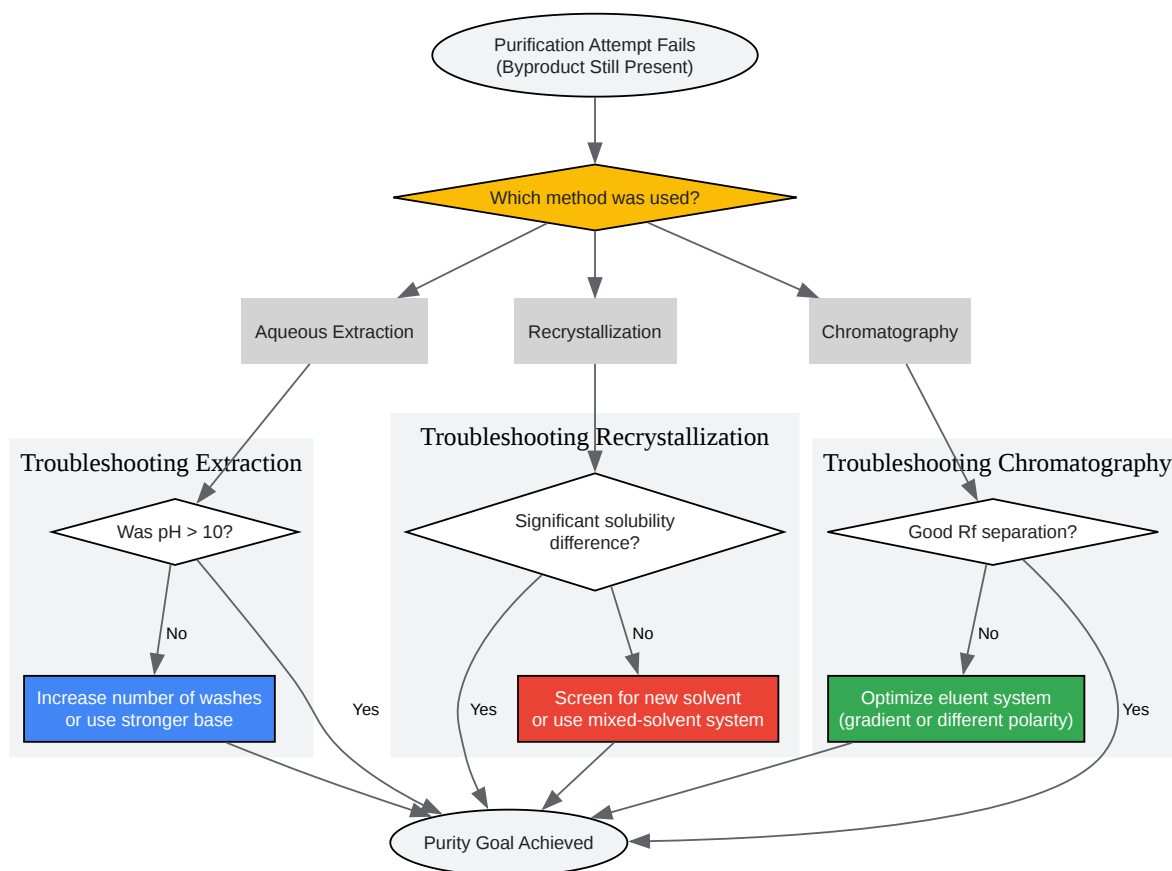 Purification Attempt Fails
(Byproduct Still Present)
Which method was used?
Aqueous Extraction
Recrystallization
Chromatography
Troubleshooting Extraction
Troubleshooting Recrystallization
Troubleshooting Chromatography
Was pH > 10?
Significant solubility
difference?
Good Rf separation?
No
No
No
Increase number of washes
or use stronger base
Yes
Yes
Screen for new solvent
or use mixed-solvent system
Optimize eluent system
(gradient or different polarity)
Yes
Purity Goal Achieved